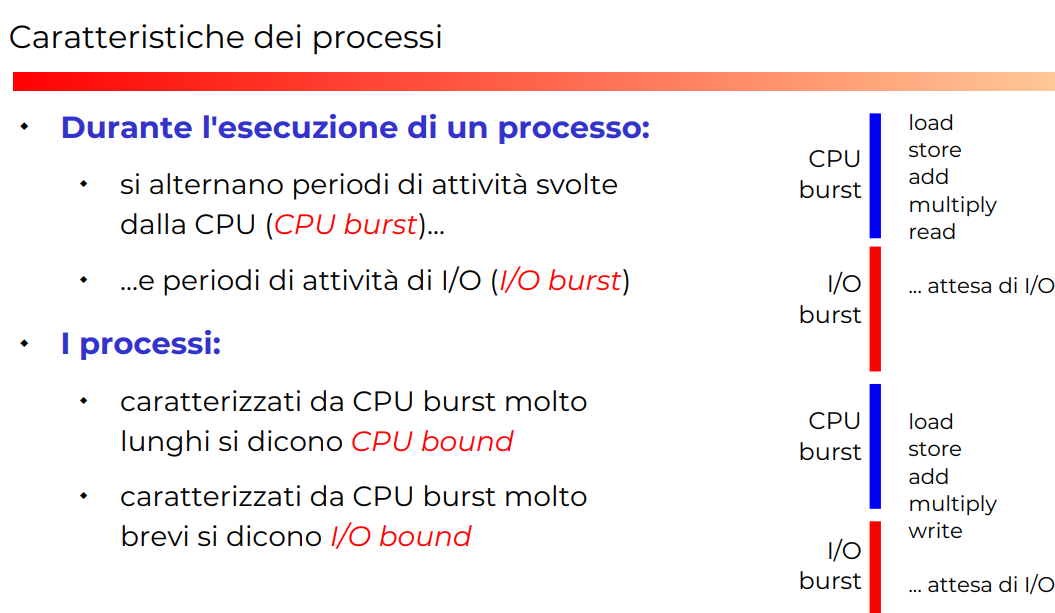 Caratteristiche dei processi
Durante l'esecuzione di un processo:
si alternano periodi di attività svolte
dalla CPU (CPU burst)...
...e periodi di attività di I/O (I/O burst)
I processi:
caratterizzati da CPU burst molto
lunghi si dicono CPU bound
caratterizzati da CPU burst molto
brevi si dicono I/O bound
CPU
burst
load
store
add
multiply
read
I/O
burst
... attesa di I/O
CPU
burst
load
store
add
multiply
write
I/O
burst
... attesa di I/O